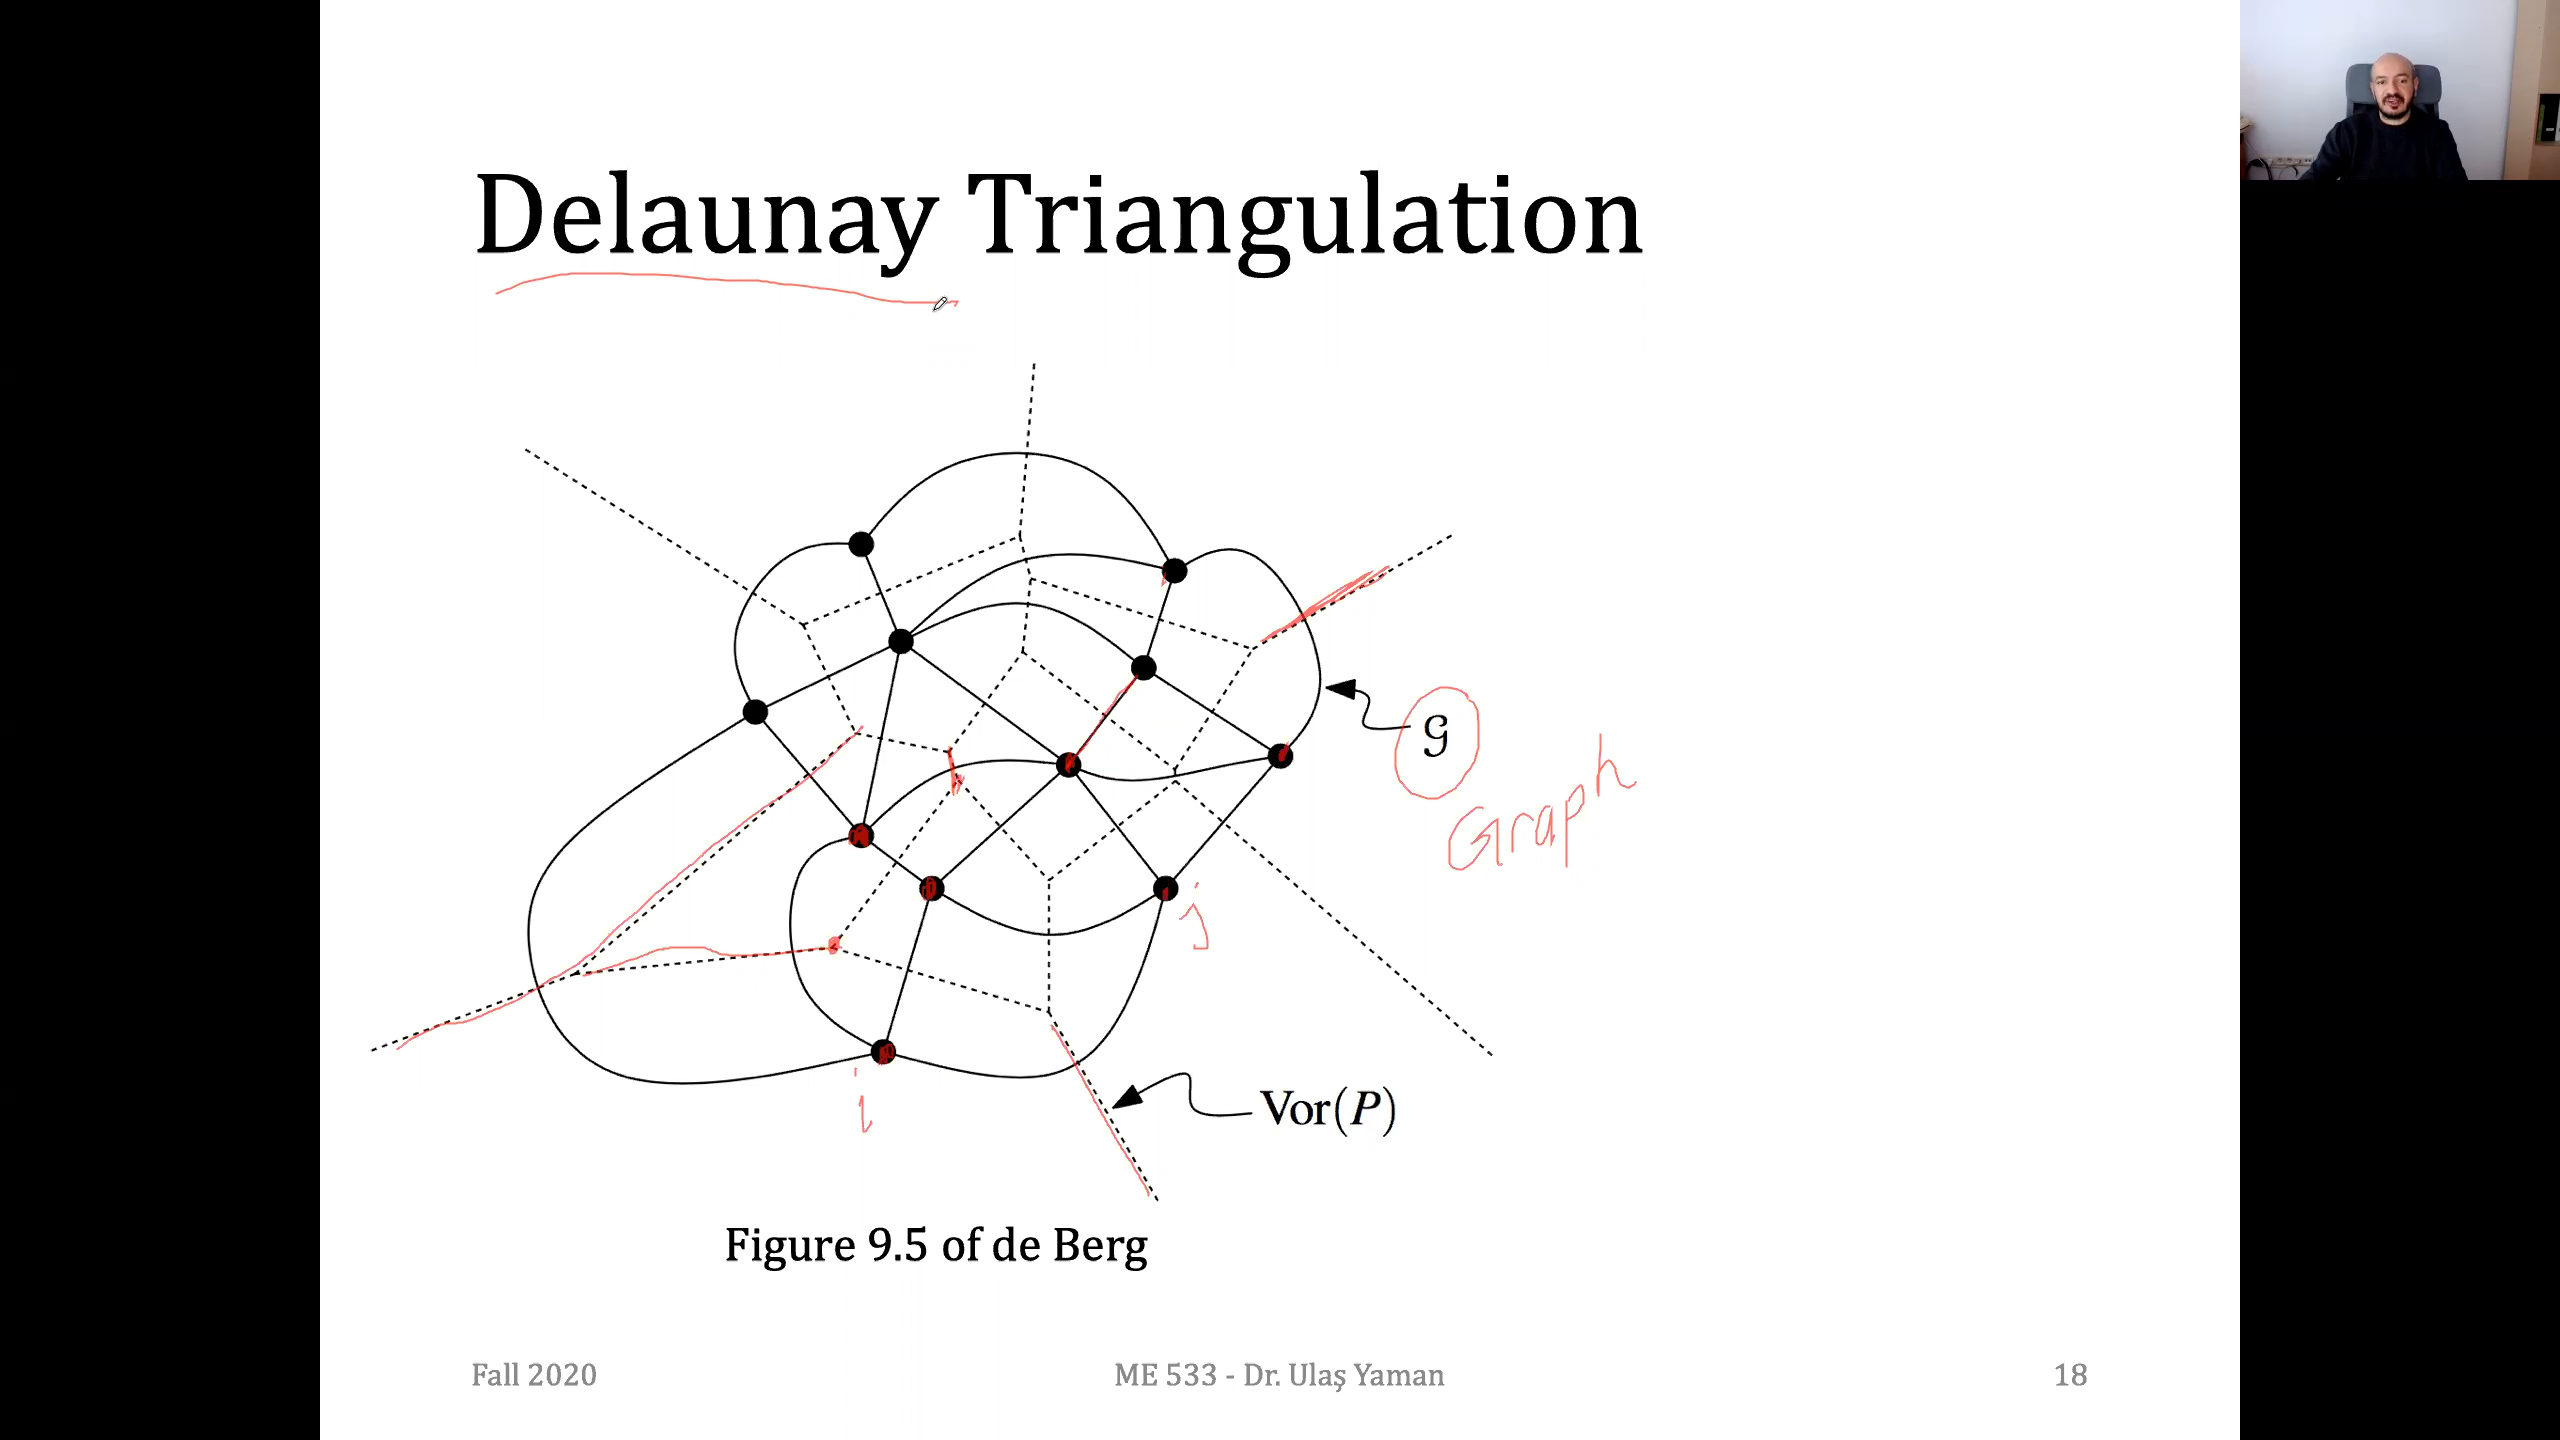 Delaunay Triangulation
𝒢
Graph
j
i
Vor(P)
Figure 9.5 of de Berg
Fall 2020
ME 533 - Dr. Ulaş Yaman
18